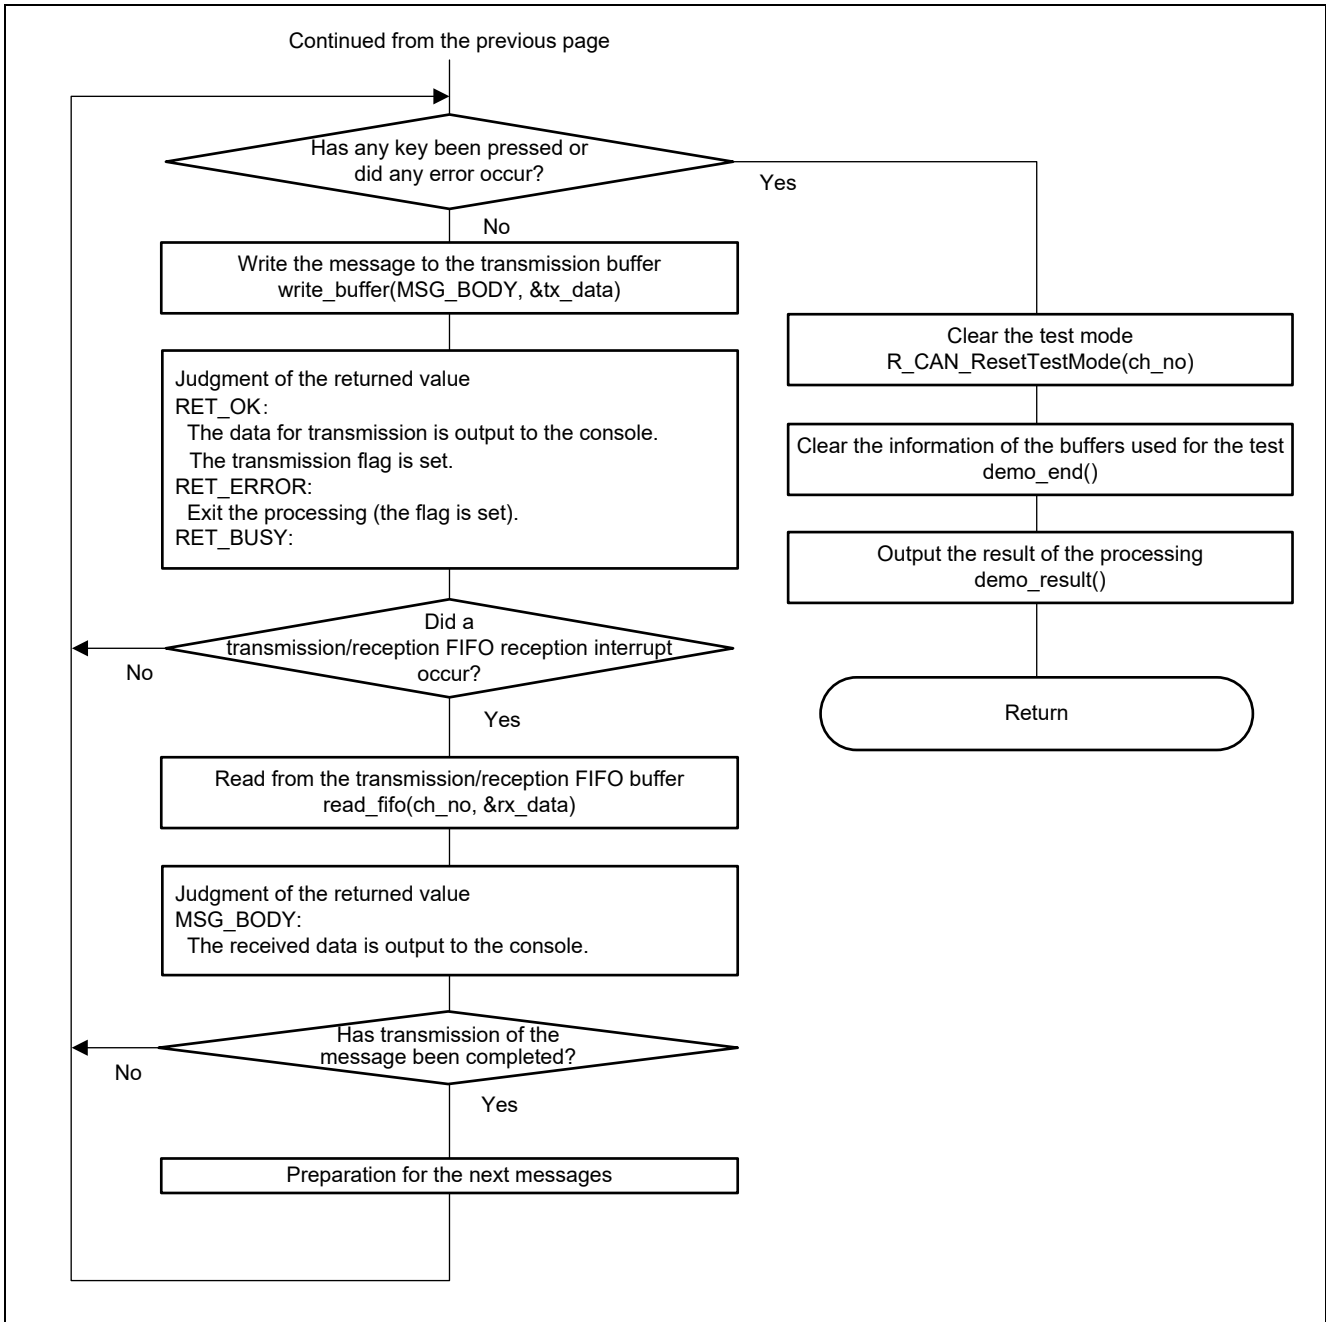 Continued from the previous page
Has any key been pressed or
did any error occur?
Yes
No
Write the message to the transmission buffer
write_buffer(MSG_BODY, &tx_data)
Judgment of the returned value
RET_OK:
The data for transmission is output to the console.
The transmission flag is set.
RET_ERROR:
Exit the processing (the flag is set).
RET_BUSY:
Did a
transmission/reception FIFO reception interrupt
occur?
No
Yes
Read from the transmission/reception FIFO buffer
read_fifo(ch_no, &rx_data)
Judgment of the returned value
MSG_BODY:
The received data is output to the console.
Has transmission of the
message been completed?
No
Yes
Preparation for the next messages
Clear the test mode
R_CAN_ResetTestMode(ch_no)
Clear the information of the buffers used for the test
demo_end()
Output the result of the processing
demo_result()
Return